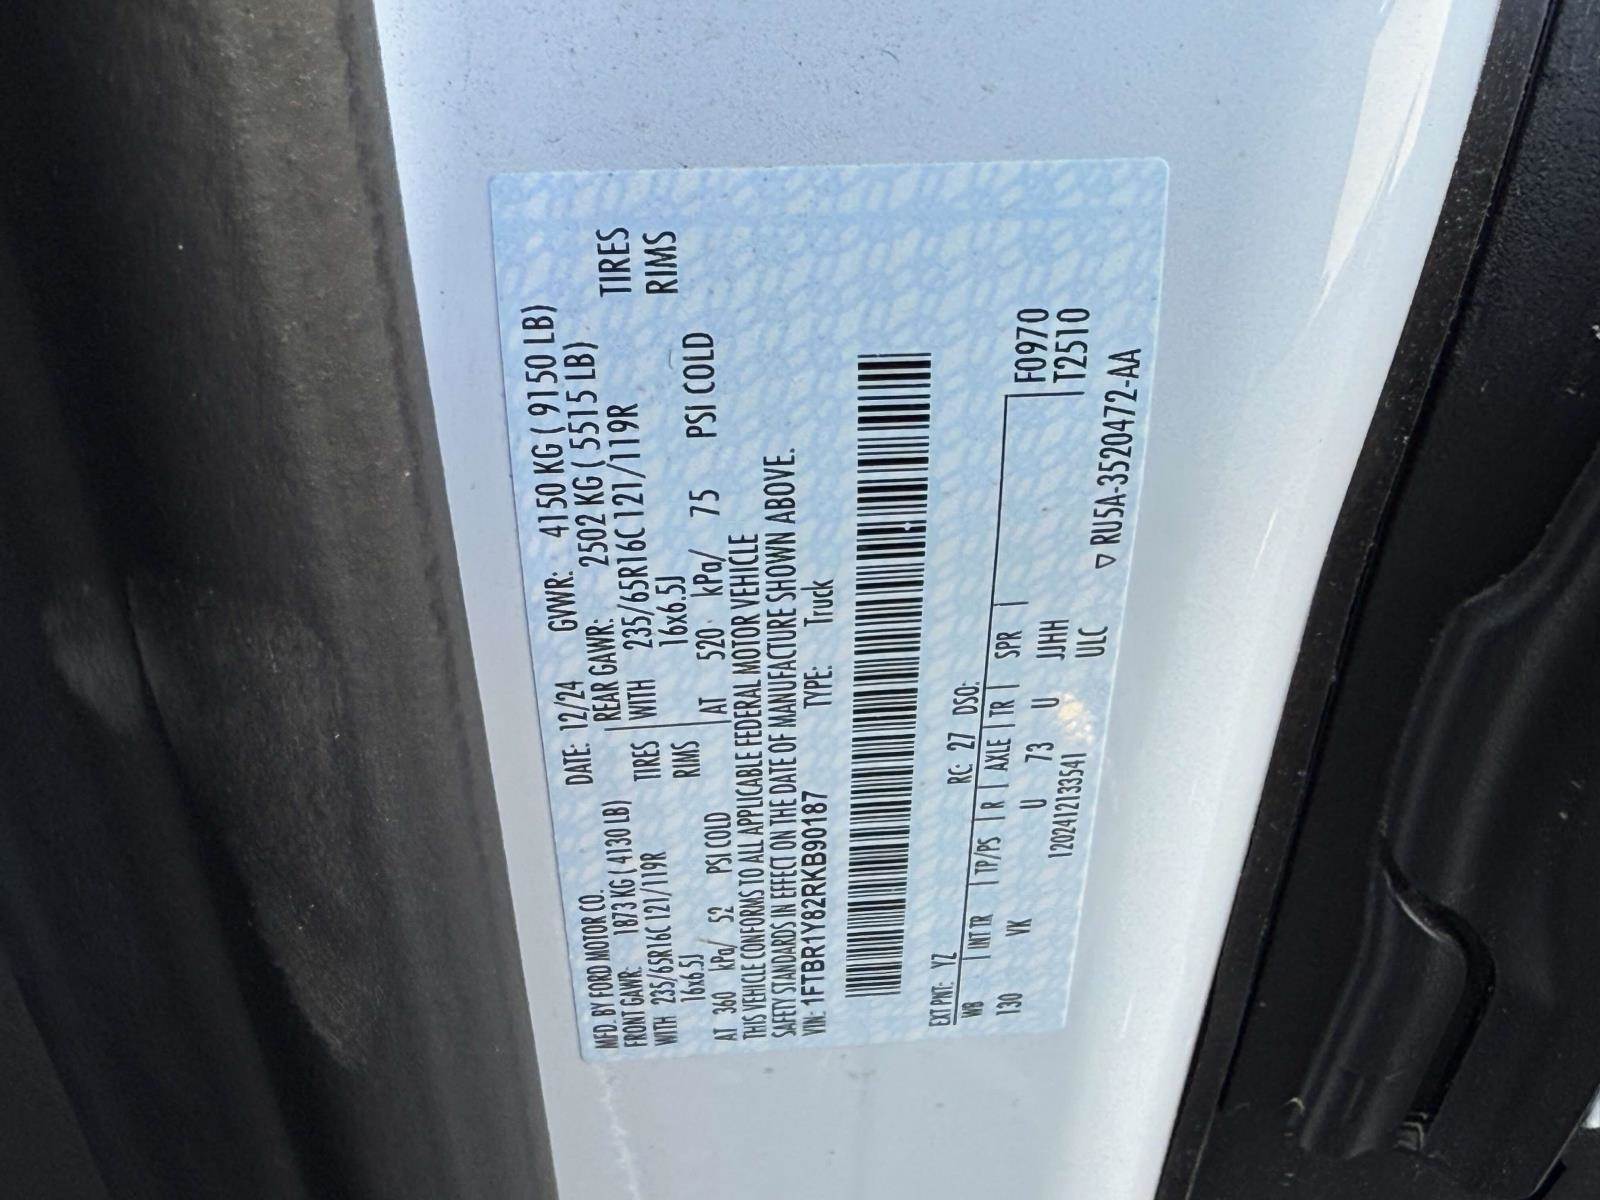 MFD. BY FORD MOTOR CO.
DATE: 12/24 GVWR: 4150 KG ( 9150 LB)
FRONT GAWR: 1873 KG ( 4130 LB) REAR GAWR: 2502 KG ( 5515 LB)
WITH 235/65R16C 121/119R TIRES WITH 235/65R16C 121/119R TIRES
16x6.5J RIMS 16x6.5J RIMS
AT 360 kPa/ 52 PSI COLD AT 520 kPa/ 75 PSI COLD
THIS VEHICLE CONFORMS TO ALL APPLICABLE FEDERAL MOTOR VEHICLE
SAFETY STANDARDS IN EFFECT ON THE DATE OF MANUFACTURE SHOWN ABOVE.
VIN: 1FTBR1Y82RKB90187 TYPE: Truck
EXT PNT: YZ RC: 27 DSO:
WB INT TR TP/PS R AXLE TR SPR F0970
130 VK U 73 U JJHH T2510
1202412133541 ULC
▽ RU5A-3520472-AA